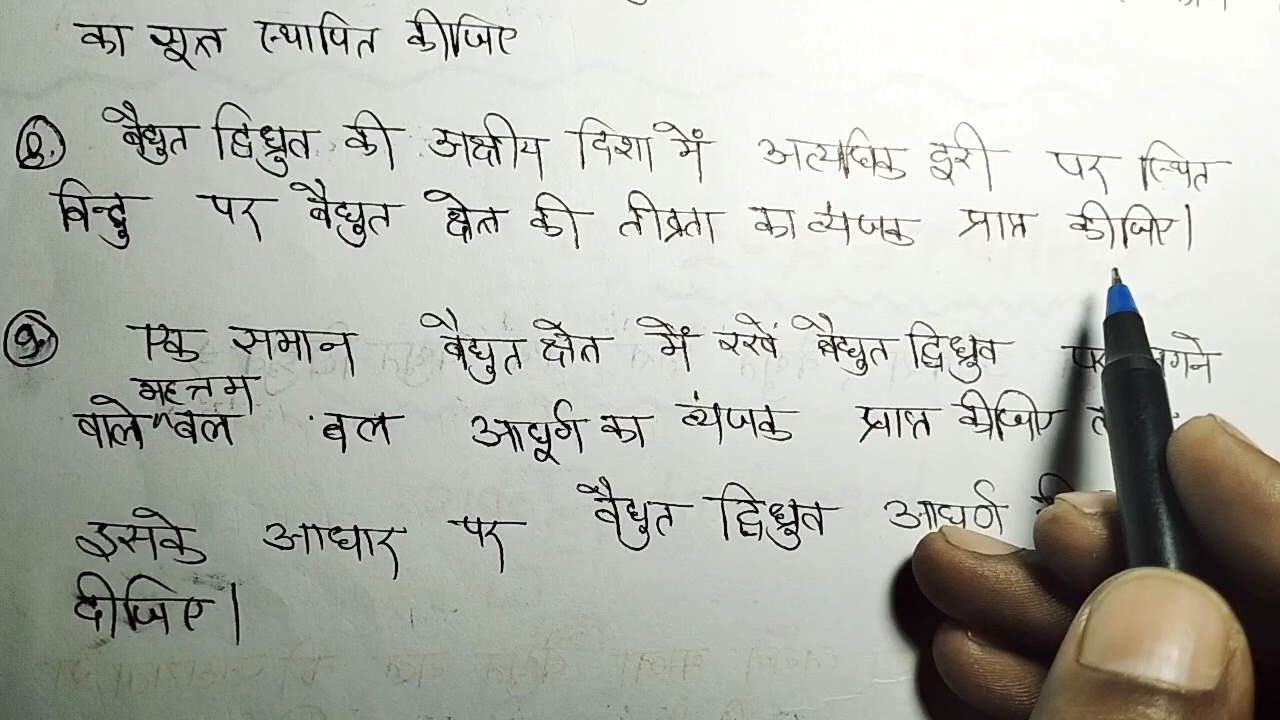 का सूत्र स्थापित कीजिए
8. वैद्युत द्विध्रुव की अक्षीय दिशा में अत्यधिक दूरी पर स्थित
बिन्दु पर वैद्युत क्षेत्र की तीव्रता का व्यंजक प्राप्त कीजिए।
9. एक समान वैद्युत क्षेत्र में रखें वैद्युत द्विध्रुव पर लगने
महत्तम
वाले बल बल आघूर्ण का व्यंजक प्राप्त कीजिए
इसके आधार पर वैद्युत द्विध्रुव आघूर्ण की
दीजिए।